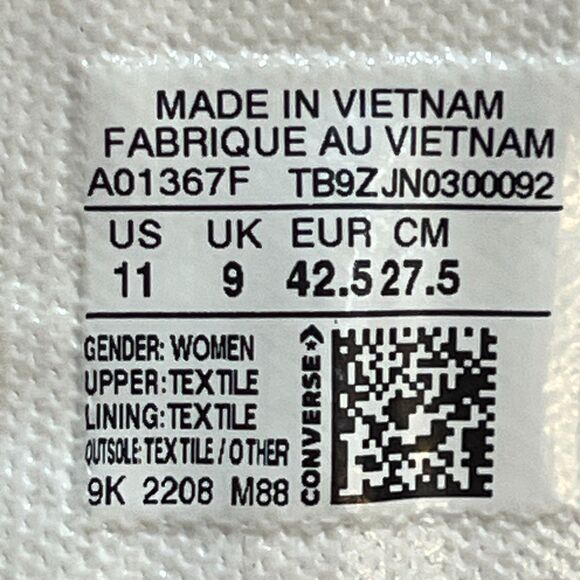 MADE IN VIETNAM
FABRIQUE AU VIETNAM
A01367F TB9ZJN0300092
US UK EUR CM
11 9 42.5 27.5
GENDER: WOMEN
UPPER: TEXTILE
LINING: TEXTILE
OUTSOLE: TEXTILE / OTHER
9K 2208 M88
CONVERSE